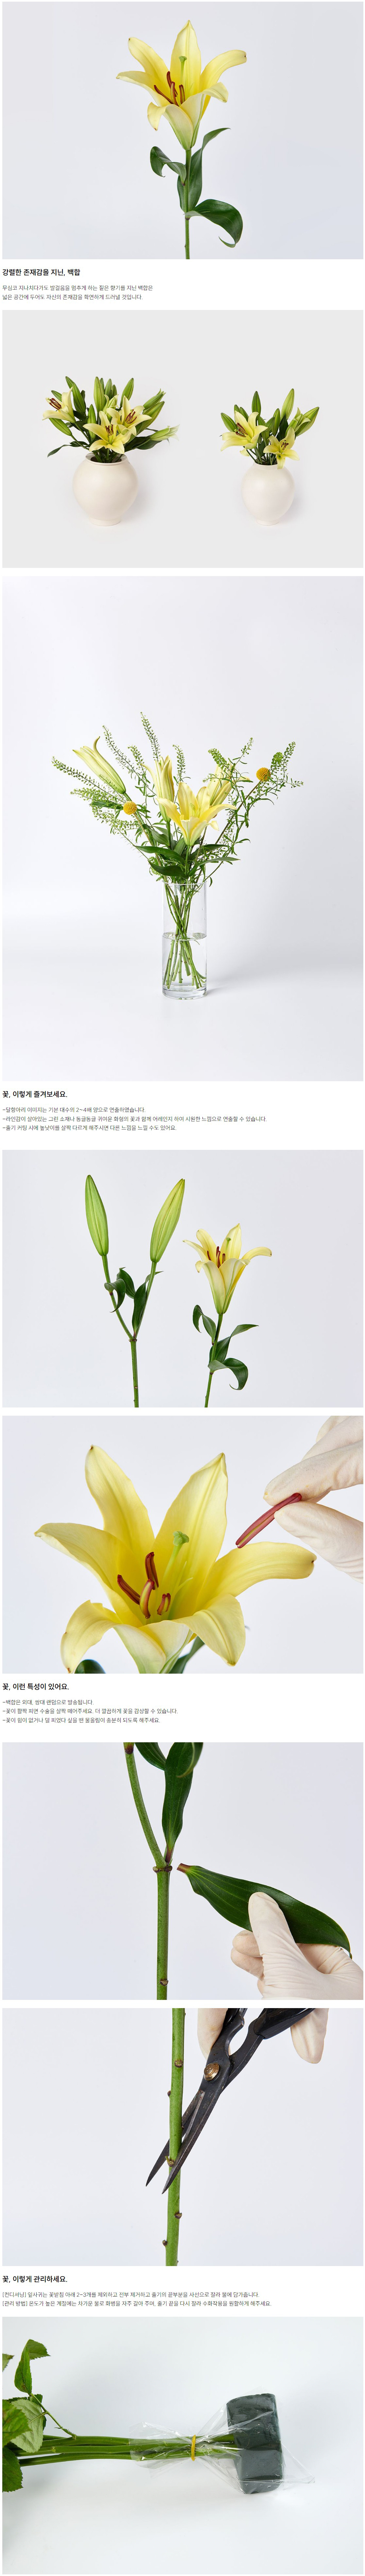 강렬한 존재감을 지닌, 백합
무심코 지나치다가도 발걸음을 멈추게 하는 짙은 향기를 지닌 백합은
넓은 공간에 두어도 자신의 존재감을 확연하게 드러낼 것입니다.
꽃, 이렇게 즐겨보세요.
-달항아리 이미지는 기본 대수의 2~4배 양으로 연출하였습니다.
-라인감이 살아있는 그린 소재나 동글동글 귀여운 화형의 꽃과 함께 어레인지 하여 시원한 느낌으로 연출할 수 있습니다.
-줄기 커팅 시에 높낮이를 살짝 다르게 해주시면 다른 느낌을 느낄 수도 있어요.
꽃, 이런 특성이 있어요.
-백합은 외대, 쌍대 랜덤으로 발송됩니다.
-꽃이 활짝 피면 수술을 살짝 떼어주세요. 더 깔끔하게 꽃을 감상할 수 있습니다.
-꽃이 힘이 없거나 덜 피었다 싶을 땐 물올림이 충분히 되도록 해주세요.
꽃, 이렇게 관리하세요.
[컨디셔닝] 잎사귀는 꽃받침 아래 2~3개를 제외하고 전부 제거하고 줄기의 끝부분을 사선으로 잘라 물에 담가줍니다.
[관리 방법] 온도가 높은 계절에는 차가운 물로 화병을 자주 갈아 주며, 줄기 끝을 다시 잘라 수화작용을 원활하게 해주세요.